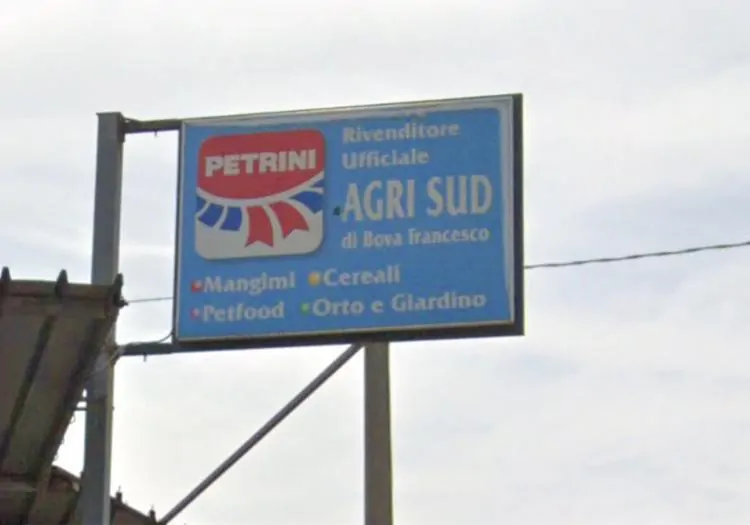 PETRINI
Rivenditore
Ufficiale
AGRI SUD
di Bova Francesco
Mangimi Cereali
Petfood Orto e Giardino